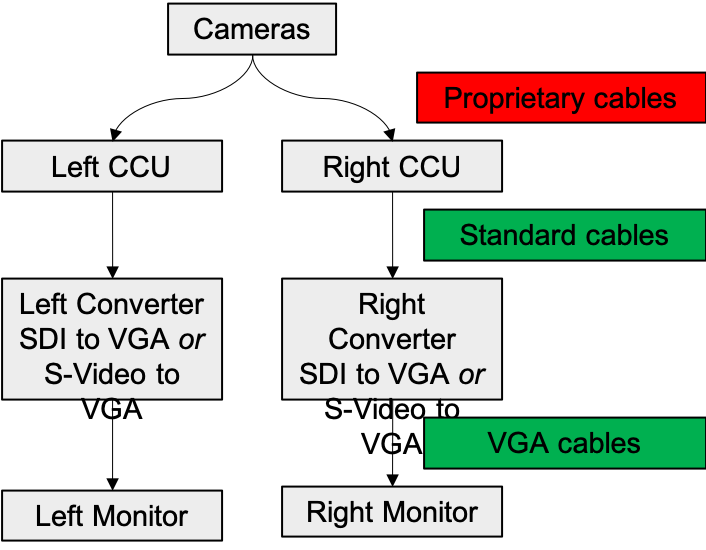 Cameras
Proprietary cables
Left CCU
Right CCU
Standard cables
Left Converter
SDI to VGA or
S-Video to
VGA
Right
Converter
SDI to VGA or
S-Video to
VGA
VGA cables
Left Monitor
Right Monitor